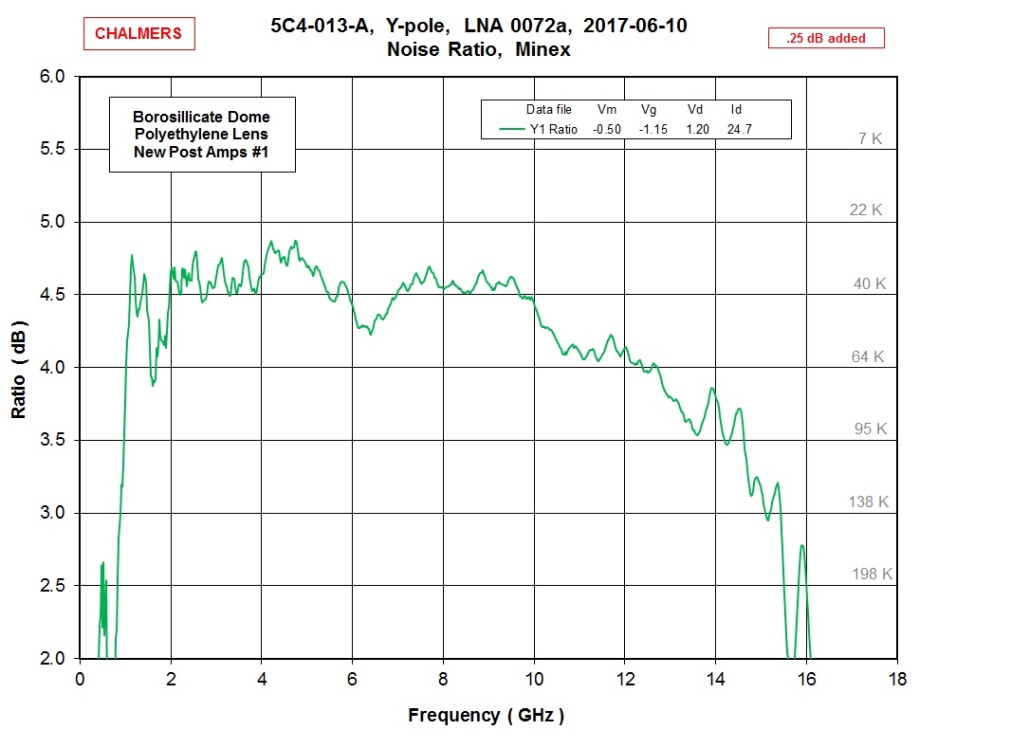 CHALMERS
5C4-013-A, Y-pole, LNA 0072a, 2017-06-10
Noise Ratio, Minex
.25 dB added
Borosillicate Dome
Polyethylene Lens
New Post Amps #1
Data file Vm Vg Vd Id
Y1 Ratio -0.50 -1.15 1.20 24.7
6.0
5.5
5.0
4.5
4.0
3.5
3.0
2.5
2.0
7 K
22 K
40 K
64 K
95 K
138 K
198 K
Ratio ( dB )
0 2 4 6 8 10 12 14 16 18
Frequency ( GHz )